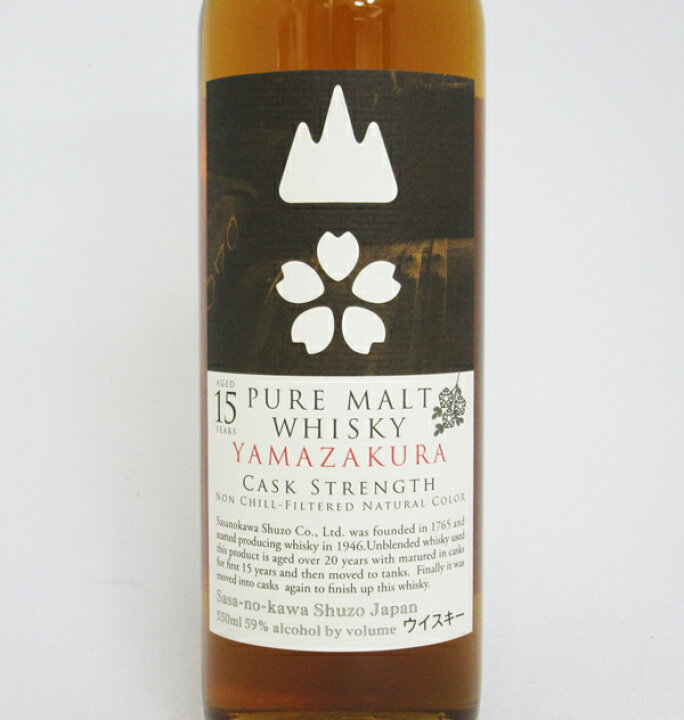 AGED
15
YEARS
PURE MALT
WHISKY
YAMAZAKURA
CASK STRENGTH
NON CHILL-FILTERED NATURAL COLOR
Sasanokawa Shuzo Co., Ltd. was founded in 1765 and
started producing whisky in 1946.Unblended whisky used
this product is aged over 20 years with matured in casks
for first 15 years and then moved to tanks. Finally it was
moved into casks again to finish up this whisky.
Sasa-no-kawa Shuzo Japan
550ml 59% alcohol by volume ウイスキー